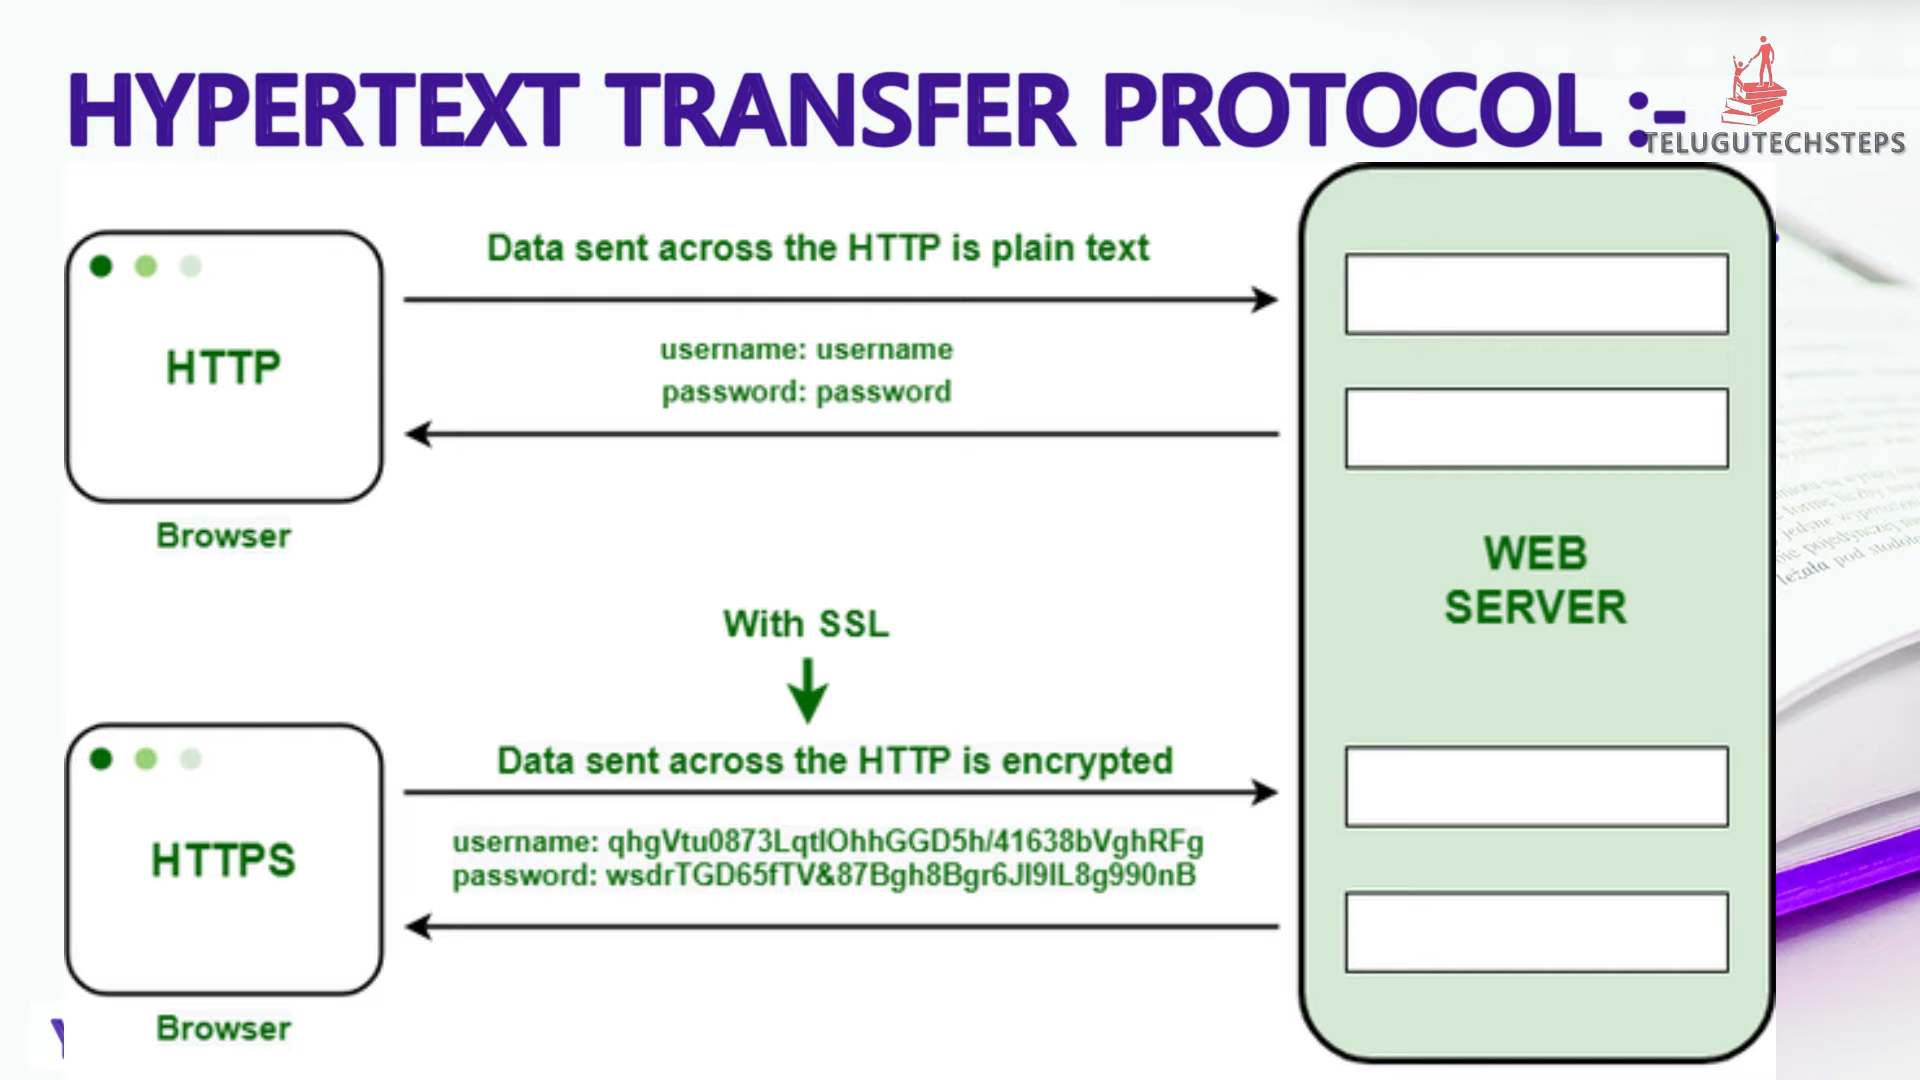 HYPERTEXT TRANSFER PROTOCOL :-
TELUGUTECHSTEPS
Data sent across the HTTP is plain text
HTTP
username: username
password: password
Browser
WEB
SERVER
With SSL
Data sent across the HTTP is encrypted
HTTPS
username: qhgVtu0873LqtIOhhGGD5h/41638bVghRFg
password: wsdrTGD65fTV&87Bgh8Bgr6JI9IL8g990nB
Browser